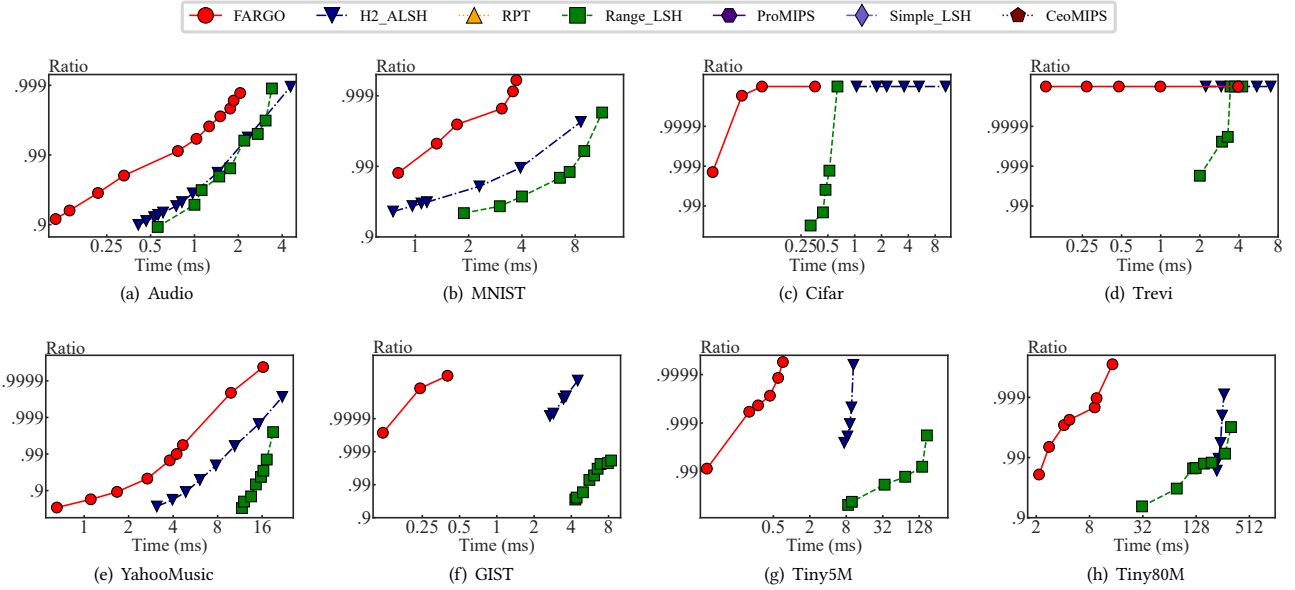 FARGO H2_ALSH RPT Range_LSH ProMIPS Simple_LSH CeoMIPS
Ratio
.999
.99
.9
0.25 0.5 1 2 4
Time (ms)
(a) Audio
Ratio
.999
.99
.9
1 2 4 8
Time (ms)
(b) MNIST
Ratio
.9999
.999
.99
0.25 0.5 1 2 4 8
Time (ms)
(c) Cifar
Ratio
.9999
.999
.99
0.25 0.5 1 2 4 8
Time (ms)
(d) Trevi
Ratio
.9999
.999
.99
.9
1 2 4 8 16
Time (ms)
(e) YahooMusic
Ratio
.9999
.999
.99
.9
0.25 0.5 1 2 4 8
Time (ms)
(f) GIST
Ratio
.9999
.999
.99
0.5 2 8 32 128
Time (ms)
(g) Tiny5M
Ratio
.999
.99
.9
2 8 32 128 512
Time (ms)
(h) Tiny80M